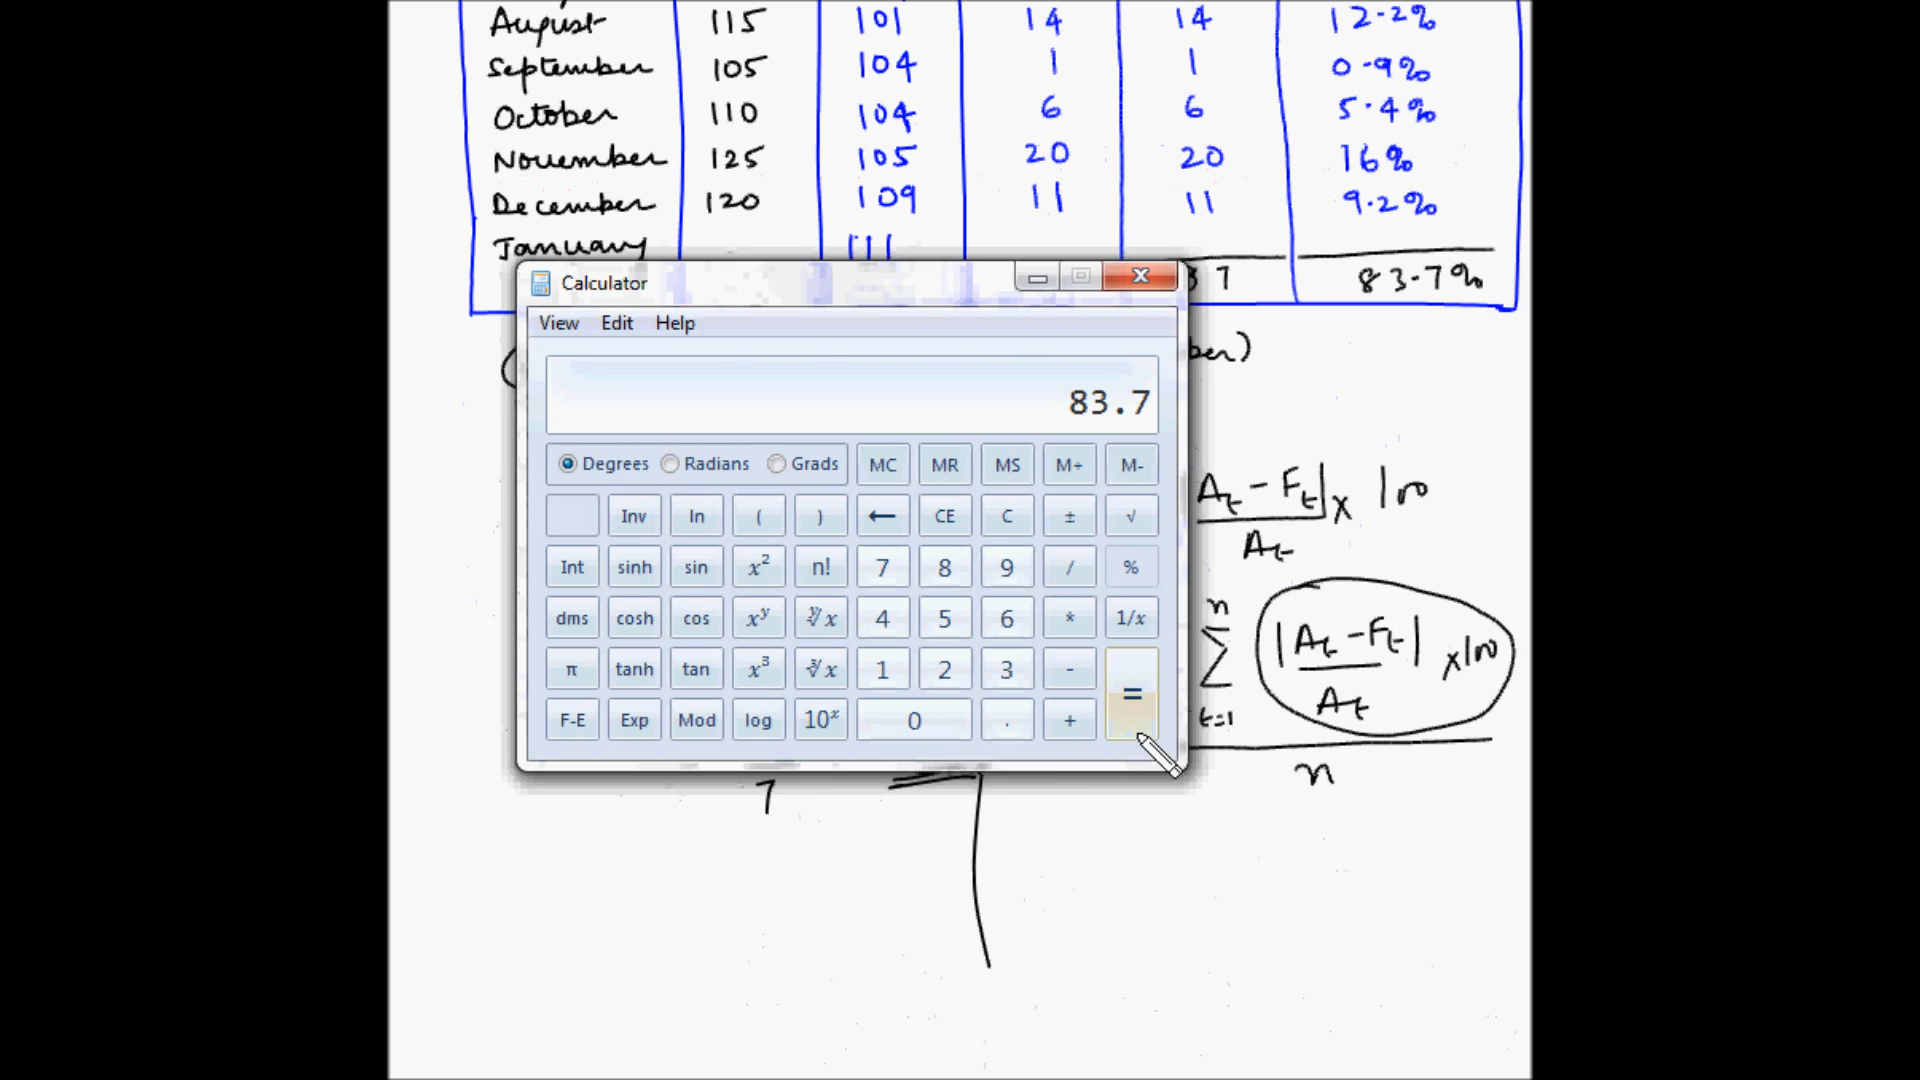 August 115 101 14 14 12.2%
September 105 104 1 1 0.9%
October 110 104 6 6 5.4%
November 125 105 20 20 16%
December 120 109 11 11 9.2%
January 111
37 83.7%
Calculator
View Edit Help
ber)
83.7
Degrees Radians Grads MC MR MS M+ M-
At - Ft| x 100
At
Inv ln ( ) ← CE C ± √
Int sinh sin x² n! 7 8 9 / %
dms cosh cos xʸ ʸ√x 4 5 6 * 1/x
π tanh tan x³ ³√x 1 2 3 - =
F-E Exp Mod log 10ˣ 0 . +
n
Σ |At - Ft| x100
t=1 At
n
7